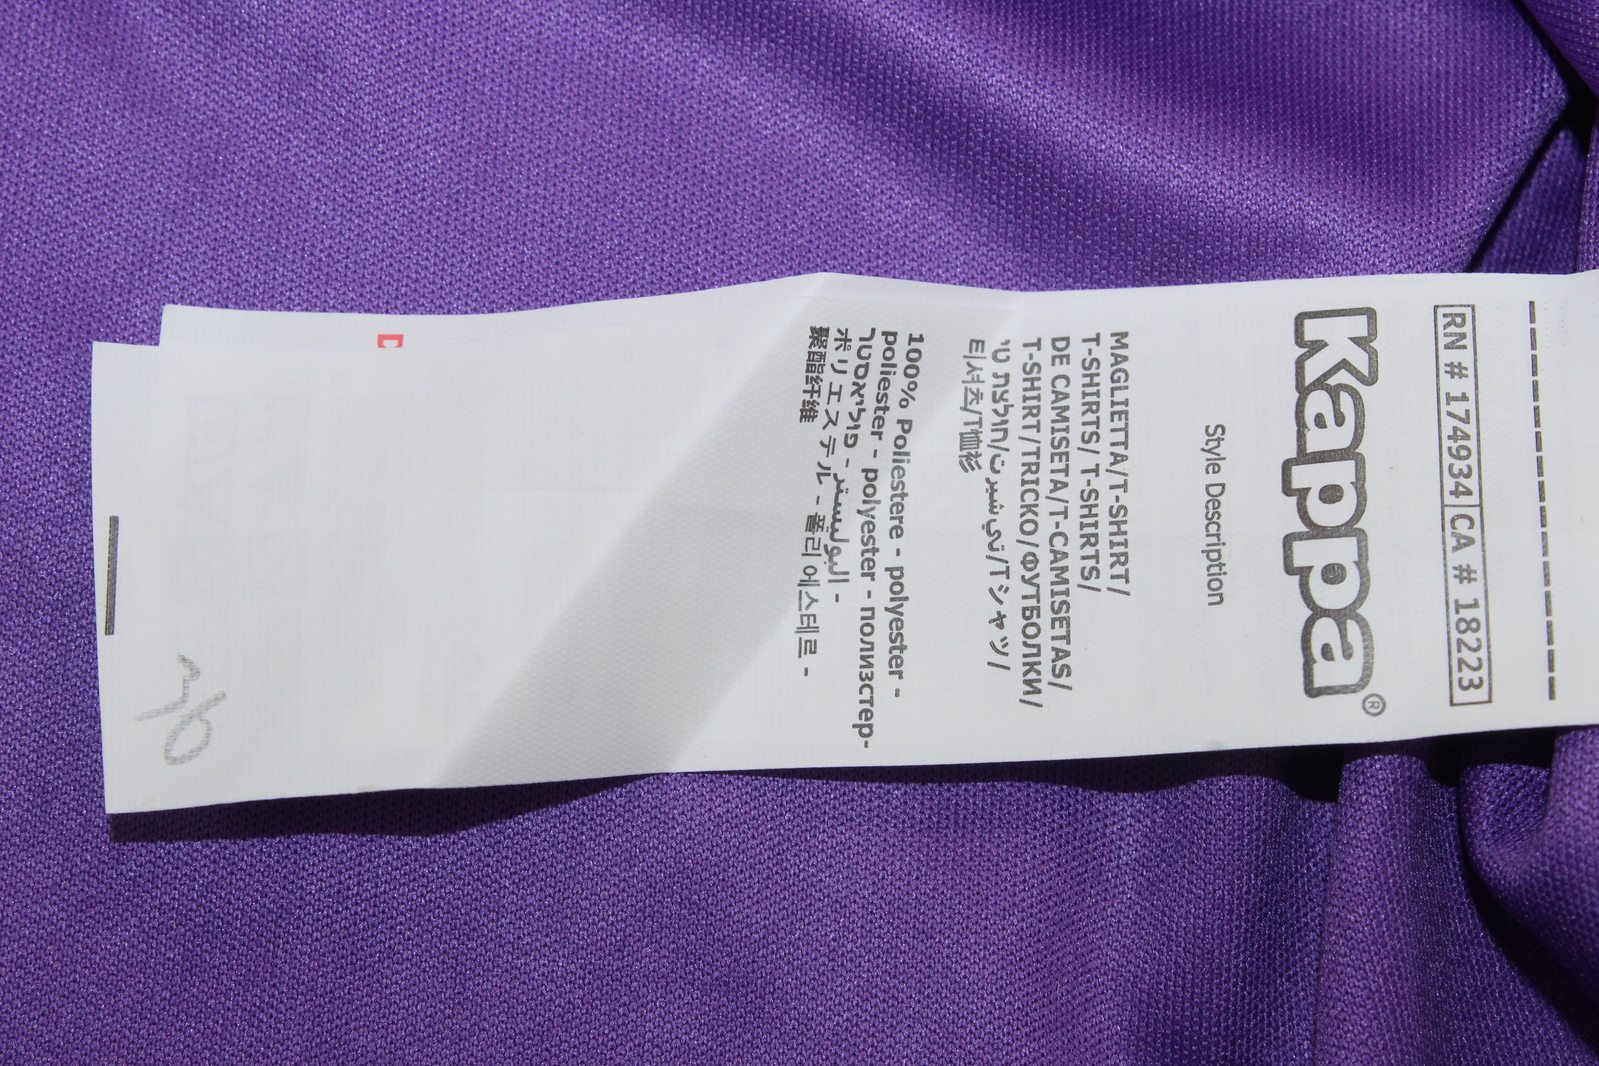 RN # 174934 CA # 18223
Kappa®
Style Description
MAGLIETTA/T-SHIRT/
T-SHIRTS/ T-SHIRTS/
DE CAMISETA/T-CAMISETAS/
T-SHIRT/TRICKO/ФУТБОЛКИ/
חולצת טי/تي شيرت/Tシャツ/
티셔츠/T恤衫
100% Poliestere - polyester -
poliester - polyester - полиэстер-
פוליאסטר - البوليستر -
ポリエステル - 폴리에스테르 -
聚酯纤维